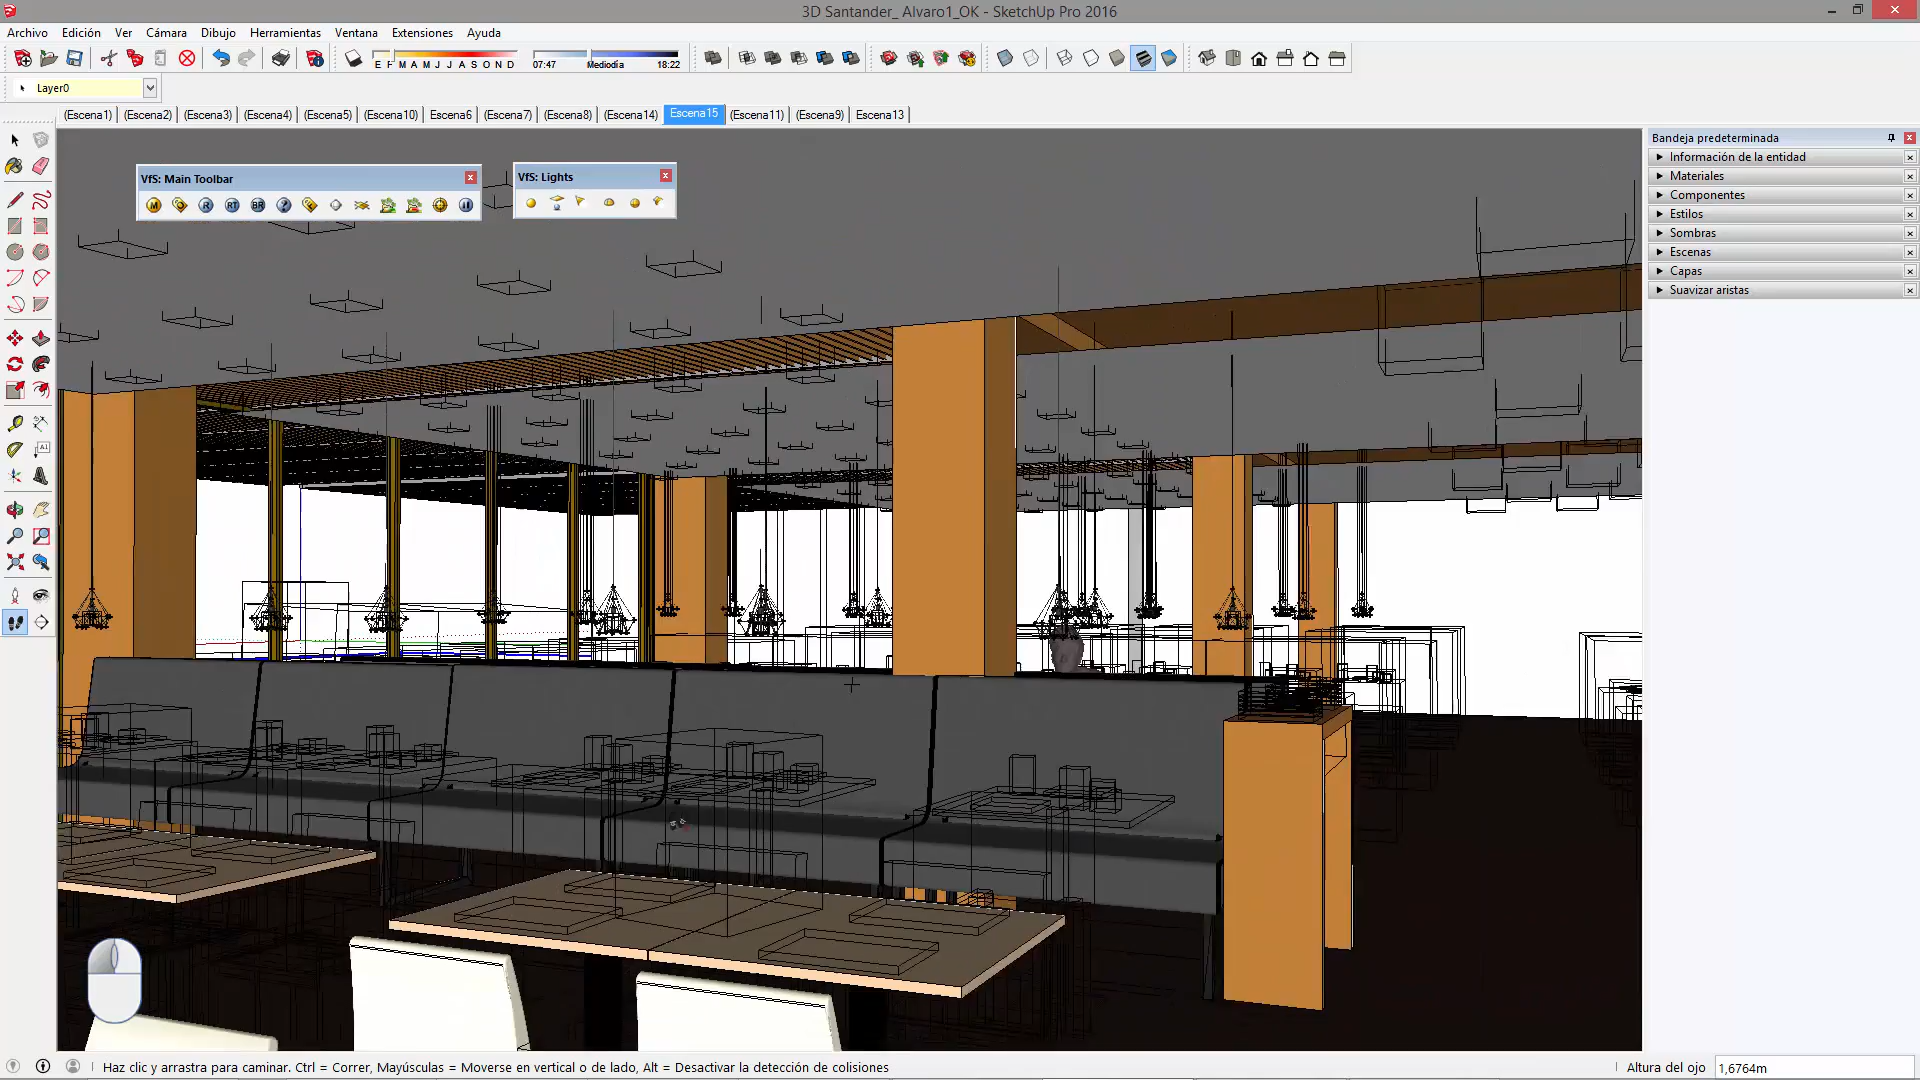 3D Santander_ Alvaro1_OK - SketchUp Pro 2016
Archivo Edición Ver Cámara Dibujo Herramientas Ventana Extensiones Ayuda
E F M A M J J A S O N D
07:47 Mediodía 18:22
Layer0
(Escena1) (Escena2) (Escena3) (Escena4) (Escena5) (Escena10) Escena6 (Escena7) (Escena8) (Escena14) Escena15 (Escena11) (Escena9) Escena13
VfS: Main Toolbar
M O R RT BR ?
VfS: Lights
A1
Bandeja predeterminada
Información de la entidad
Materiales
Componentes
Estilos
Sombras
Escenas
Capas
Suavizar aristas
Haz clic y arrastra para caminar. Ctrl = Correr, Mayúsculas = Moverse en vertical o de lado, Alt = Desactivar la detección de colisiones
Altura del ojo 1,6764m